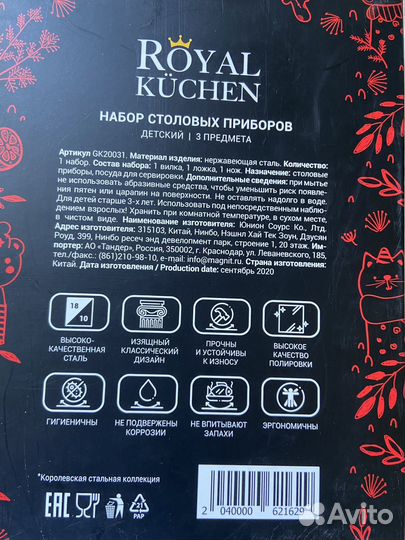 ROYAL
KÜCHEN
НАБОР СТОЛОВЫХ ПРИБОРОВ
ДЕТСКИЙ | 3 ПРЕДМЕТА
Артикул GK20031. Материал изделия: нержавеющая сталь. Количество:
1 набор. Состав набора: 1 вилка, 1 ложка, 1 нож. Назначение: столовые
приборы, посуда для сервировки. Дополнительные сведения: при мытье
не использовать абразивные средства, чтобы уменьшить риск появле-
ния пятен или царапин на поверхности. Не оставлять надолго в воде.
Для детей старше 3-х лет. Использовать под непосредственным наблю-
дением взрослых! Хранить при комнатной температуре, в сухом месте,
в чистом виде. Наименование изготовителя: Юнион Соурс Ко., Лтд.
Адрес изготовителя: 315103, Китай, Нинбо, Нэшнл Хай Тек Зоун, Даусян
Роуд, 399, Нинбо ресеч энд девелопмент парк, строение 1, 20 этаж. Им-
портер: АО «Тандер», Россия, 350002, г. Краснодар, ул. Леваневского, 185,
тел./факс.: (861)210-98-10, e-mail: info@magnit.ru. Страна изготовления:
Китай. Дата изготовления / Production date: сентябрь 2020
18
10
ВЫСОКО-
КАЧЕСТВЕННАЯ
СТАЛЬ
ИЗЯЩНЫЙ
КЛАССИЧЕСКИЙ
ДИЗАЙН
ПРОЧНЫ
И УСТОЙЧИВЫ
К ИЗНОСУ
ВЫСОКОЕ
КАЧЕСТВО
ПОЛИРОВКИ
ГИГИЕНИЧНЫ
НЕ ПОДВЕРЖЕНЫ
КОРРОЗИИ
НЕ ВПИТЫВАЮТ
ЗАПАХИ
ЭРГОНОМИЧНЫ
*Королевская стальная коллекция
EAC
21
PAP
2 040000 621629
Avito